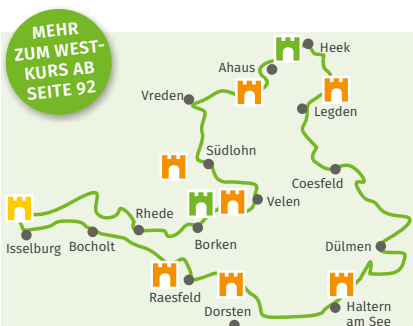 MEHR
ZUM WEST-
KURS AB
SEITE 92
Heek
Ahaus
Vreden
Legden
Südlohn
Coesfeld
Velen
Rhede
Borken
Isselburg
Bocholt
Dülmen
Raesfeld
Dorsten
Haltern
am See